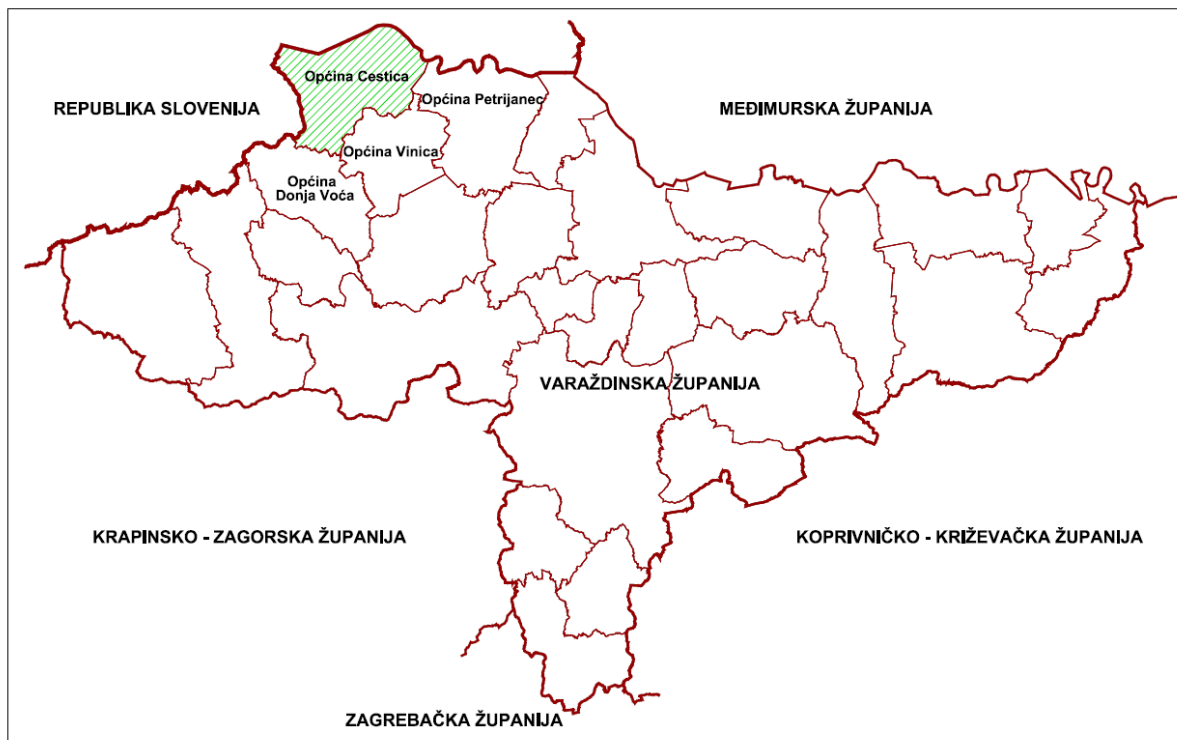 Općina Cestica
REPUBLIKA SLOVENIJA
Općina Petrijanec
MEĐIMURSKA ŽUPANIJA
Općina Vinica
Općina
Donja Voća
VARAŽDINSKA ŽUPANIJA
KRAPINSKO - ZAGORSKA ŽUPANIJA
KOPRIVNIČKO - KRIŽEVAČKA ŽUPANIJA
ZAGREBAČKA ŽUPANIJA